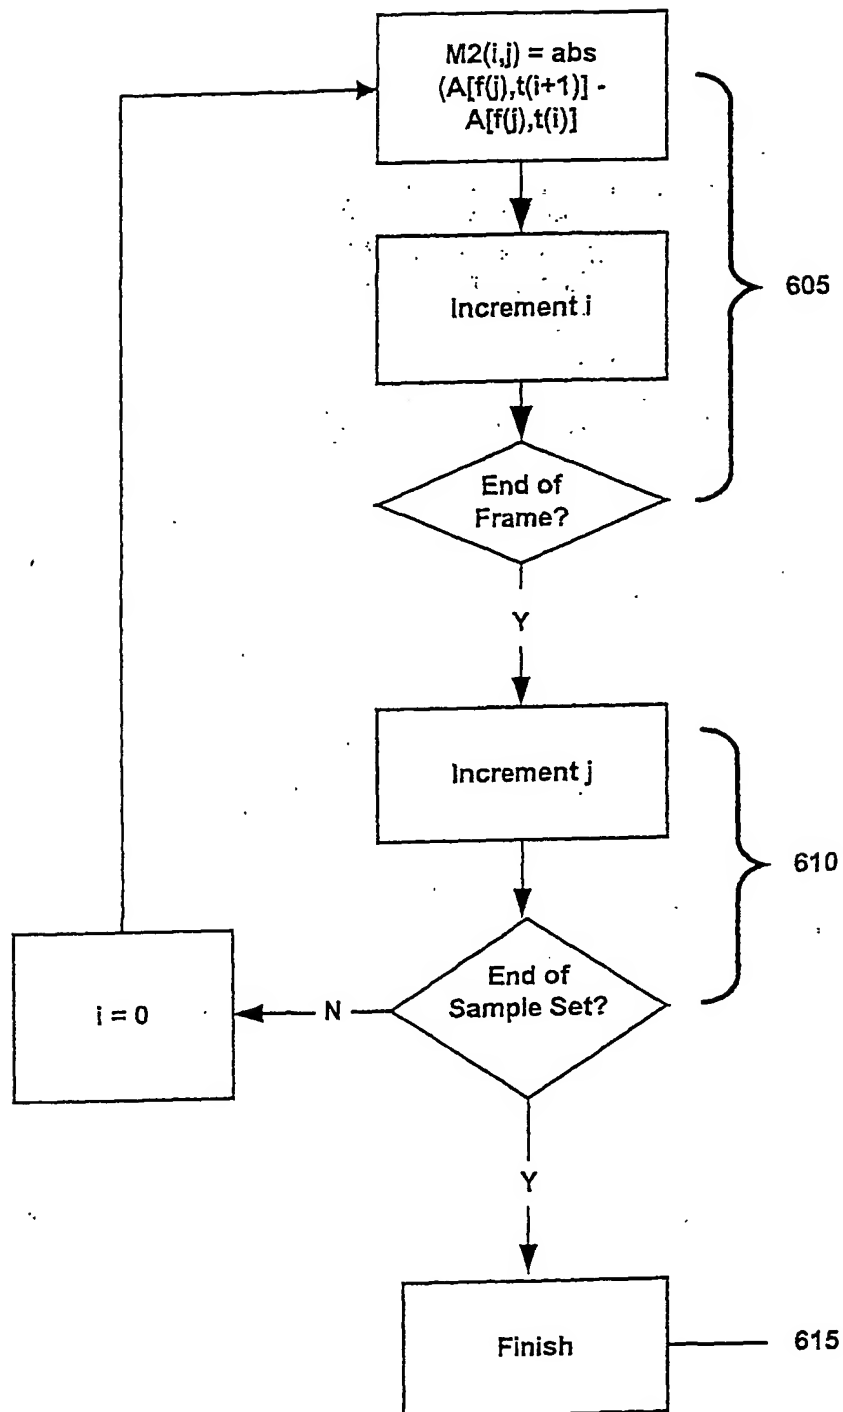 M2(i,j) = abs
(A[f(j),t(i+1)] -
A[f(j),t(i)]
605
Increment i
End of
Frame?
Y
Increment j
610
End of
Sample Set?
N
i = 0
Y
Finish
615